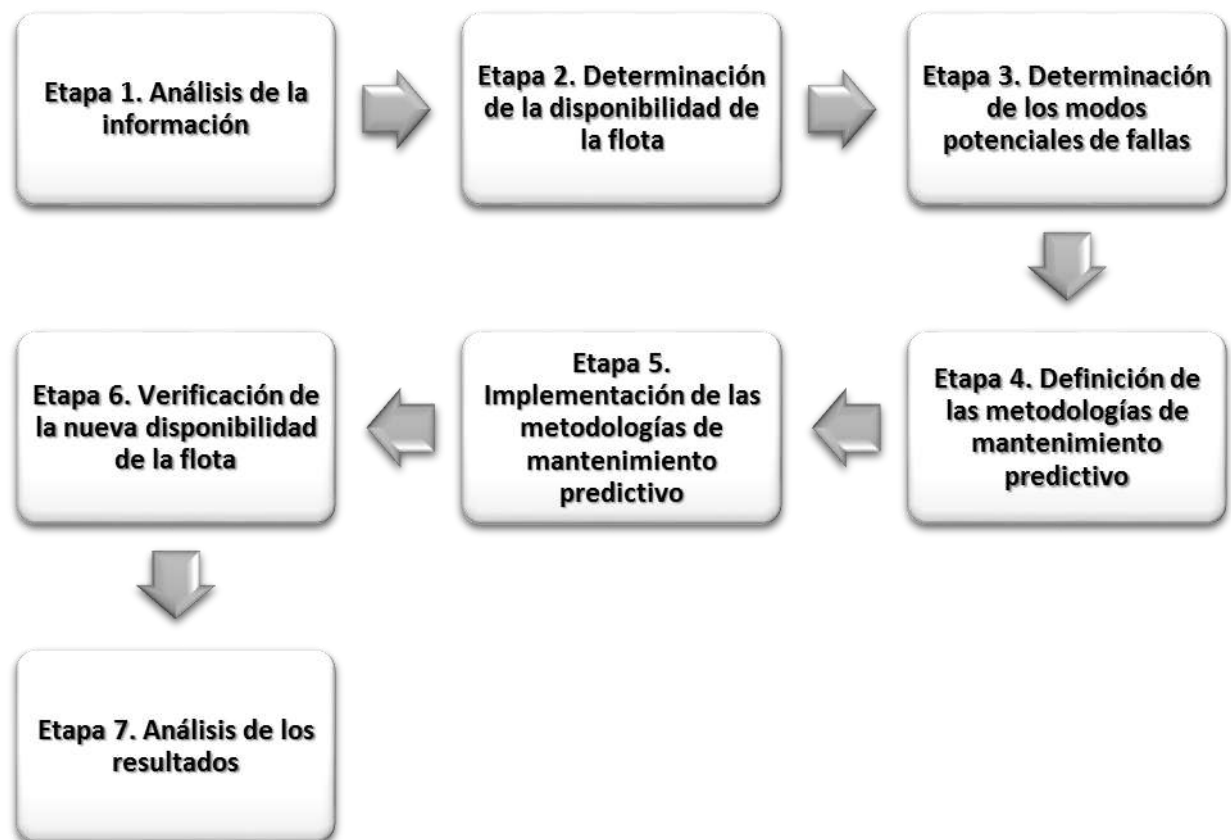 Etapa 1. Análisis de la
información
Etapa 2. Determinación
de la disponibilidad de
la flota
Etapa 3. Determinación
de los modos
potenciales de fallas
Etapa 4. Definición de
las metodologías de
mantenimiento
predictivo
Etapa 5.
Implementación de las
metodologías de
mantenimiento
predictivo
Etapa 6. Verificación de
la nueva disponibilidad
de la flota
Etapa 7. Análisis de los
resultados